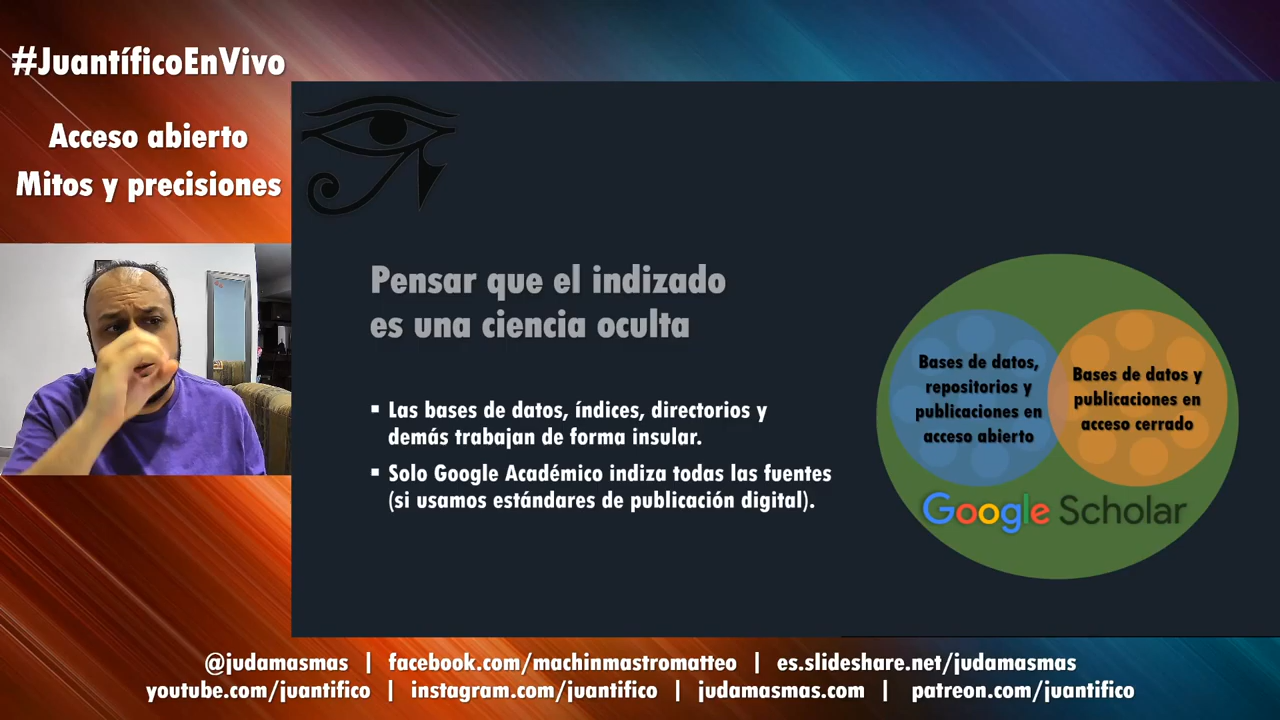 #JuantíficoEnVivo
Acceso abierto
Mitos y precisiones
Pensar que el indizado
es una ciencia oculta
▪ Las bases de datos, índices, directorios y
demás trabajan de forma insular.
▪ Solo Google Académico indiza todas las fuentes
(si usamos estándares de publicación digital).
Bases de datos,
repositorios y
publicaciones en
acceso abierto
Bases de datos y
publicaciones en
acceso cerrado
Google Scholar
@judamasmas | facebook.com/machinmastromatteo | es.slideshare.net/judamasmas
youtube.com/juantifico | instagram.com/juantifico | judamasmas.com | patreon.com/juantifico